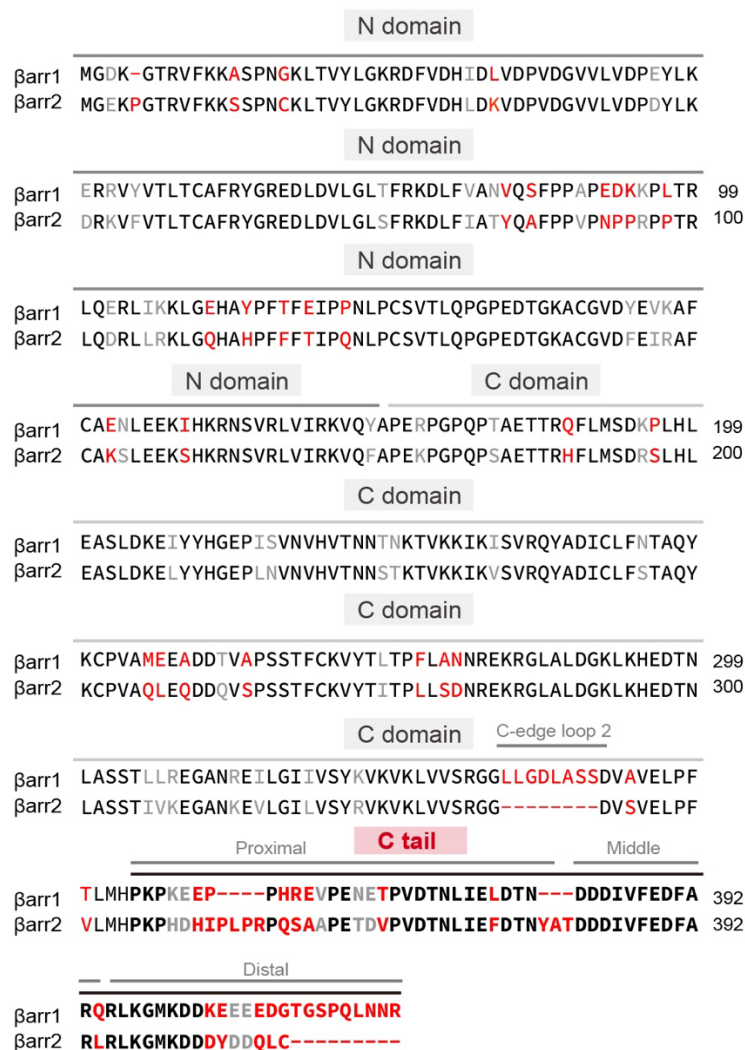 N domain
βarr1 MGDK-GTRVFKKASPNGKLTVYLGKRDFVDHIDLVDPVDGVVLVDPEYLK
βarr2 MGEKPGTRVFKKSSPNCKLTVYLGKRDFVDHLDKVDPVDGVVLVDPDYLK
N domain
βarr1 ERRVYVTLTCAFRYGREDLDVLGLTFRKDLFVANVQSFPPAPEDKKPLTR 99
βarr2 DRKVFVTLTCAFRYGREDLDVLGLSFRKDLFIATYQAFPPVPNPPRPPTR 100
N domain
βarr1 LQERLIKKLGEHAYPFTFEIPPNLPCSVTLQPGPEDTGKACGVDYEVKAF
βarr2 LQDRLLRKLGQHAHPFFFTIPQNLPCSVTLQPGPEDTGKACGVDFEIRAF
N domain C domain
βarr1 CAENLEEKIHKRNSVRLVIRKVQYAPERPGPQPTAETTRQFLMSDKPLHL 199
βarr2 CAKSLEEKSHKRNSVRLVIRKVQFAPEKPGPQPSAETTRHFLMSDRSLHL 200
C domain
βarr1 EASLDKEIYYHGEPISVNVHVTNNTNKTVKKIKISVRQYADICLFNTAQY
βarr2 EASLDKELYYHGEPLNVNVHVTNNSTKTVKKIKVSVRQYADICLFSTAQY
C domain
βarr1 KCPVAMEEADDTVAPSSTFCKVYTLTPFLANNREKRGLALDGKLKHEDTN 299
βarr2 KCPVAQLEQDDQVSPSSTFCKVYTITPLLSDNREKRGLALDGKLKHEDTN 300
C domain C-edge loop 2
βarr1 LASSTLLREGANREILGIIVSYKVKVKLVVSRGGLLGDLASSDVAVELPF
βarr2 LASSTIVKEGANKEVLGILVSYRVKVKLVVSRGG--------DVSVELPF
Proximal C tail Middle
βarr1 TLMHPKPKEEP----PHREVPENETPVDTNLIELDTN---DDDIVFEDFA 392
βarr2 VLMHPKPHDHIPLPRPQSAAPETDVPVDTNLIEFDTNYATDDDIVFEDFA 392
Distal
βarr1 RQRLKGMKDDKEEEEDGTGSPQLNNR
βarr2 RLRLKGMKDDDYDDQLC---------